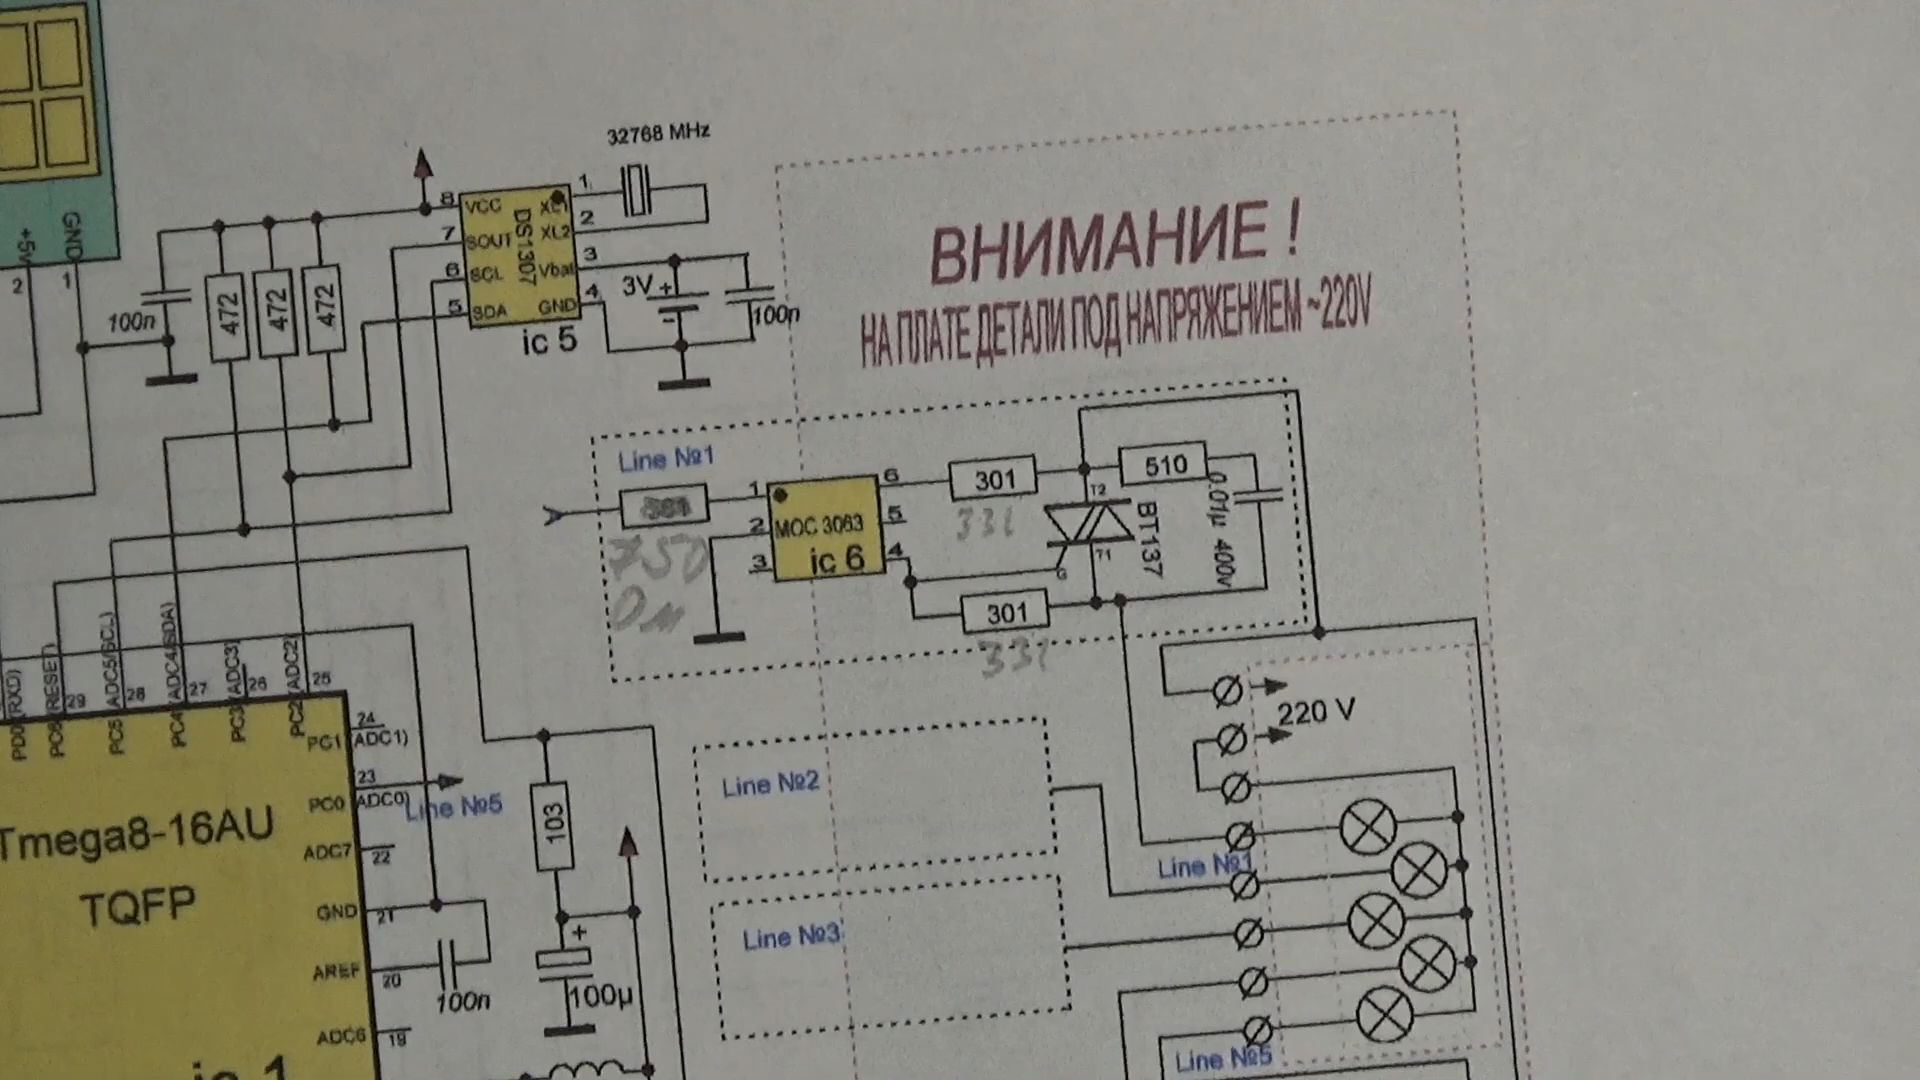 32768 MHz
ВНИМАНИЕ !
НА ПЛАТЕ ДЕТАЛИ ПОД НАПРЯЖЕНИЕМ ~220V
+5v
GND
2
1
100n
472
472
472
8
7
6
5
VCC
SOUT
SCL
SDA
DS1307
XL1
XL2
Vbat
GND
1
2
3
4
ic 5
3V
+
-
100n
Line №1
750
Ом
1
2
3
MOC 3063
ic 6
6
5
4
301
331
301
331
T2
T1
G
BT137
510
0,01µ 400v
220 V
Line №1
Line №2
Line №3
Line №5
Line №5
PD0(RXD)
PC6(RESET)
29
PC5(ADC5/SCL)
28
PC4(ADC4/SDA)
27
PC3(ADC3)
26
PC2(ADC2)
25
PC1
24
(ADC1)
PC0
23
(ADC0)
ADC7
22
GND
21
AREF
20
ADC6
19
Tmega8-16AU
TQFP
ic 1
100n
103
+
100µ